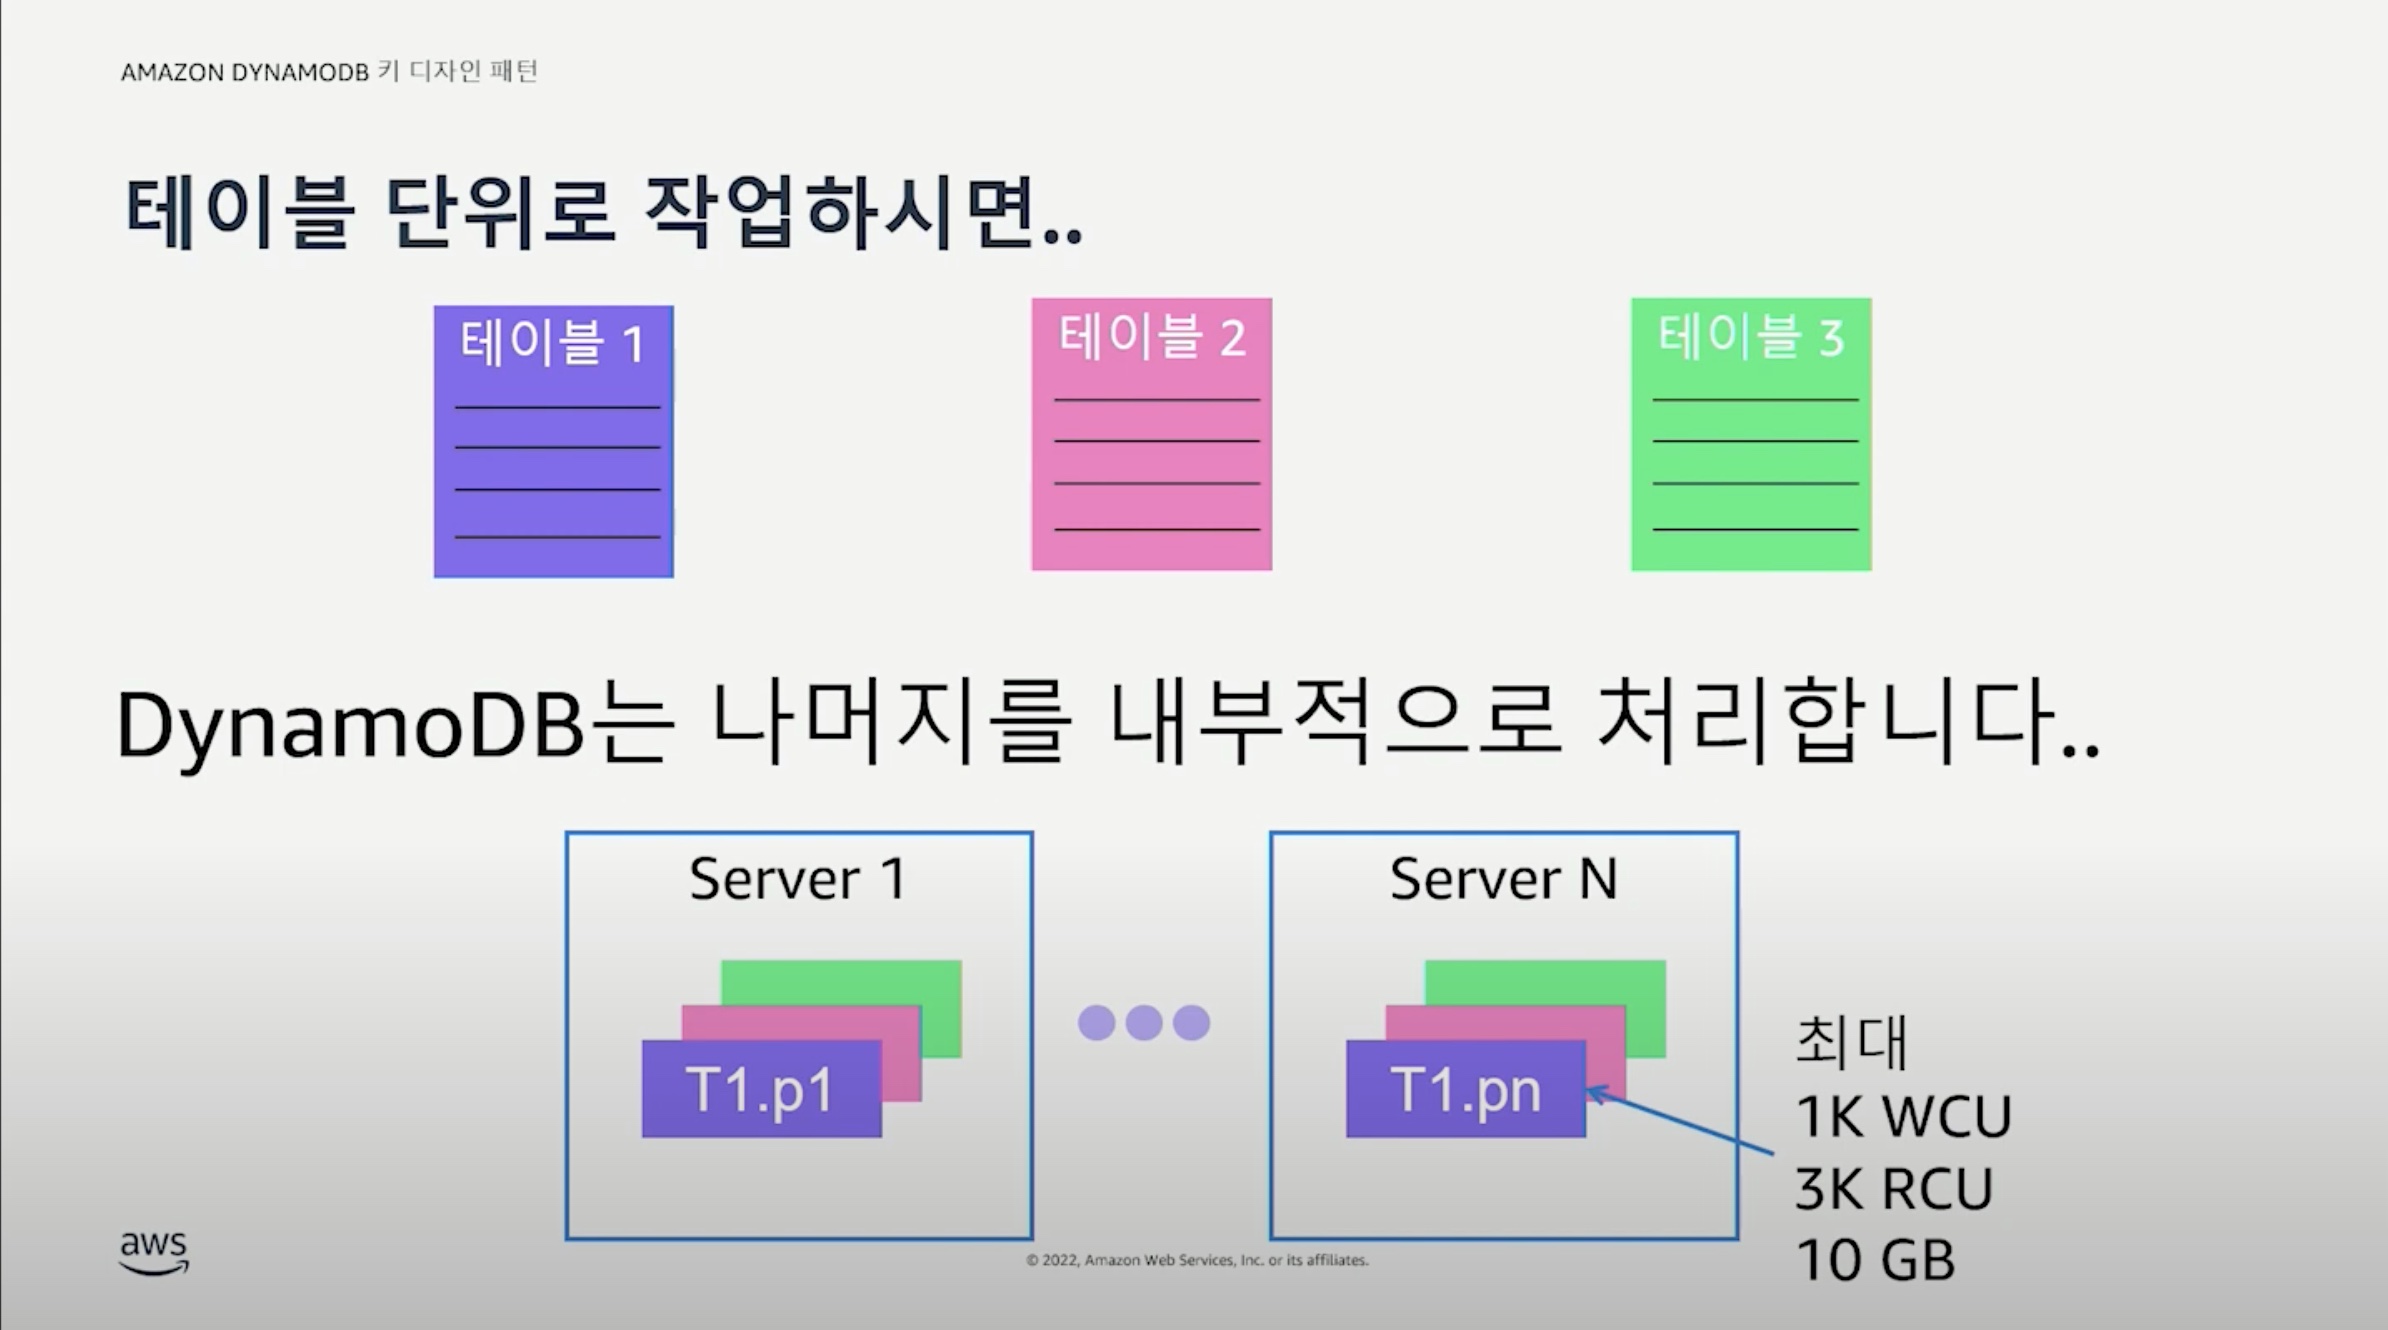 AMAZON DYNAMODB 키 디자인 패턴
테이블 단위로 작업하시면..
테이블 1
테이블 2
테이블 3
DynamoDB는 나머지를 내부적으로 처리합니다..
Server 1
Server N
T1.p1
T1.pn
최대
1K WCU
3K RCU
10 GB
aws
© 2022, Amazon Web Services, Inc. or its affiliates.